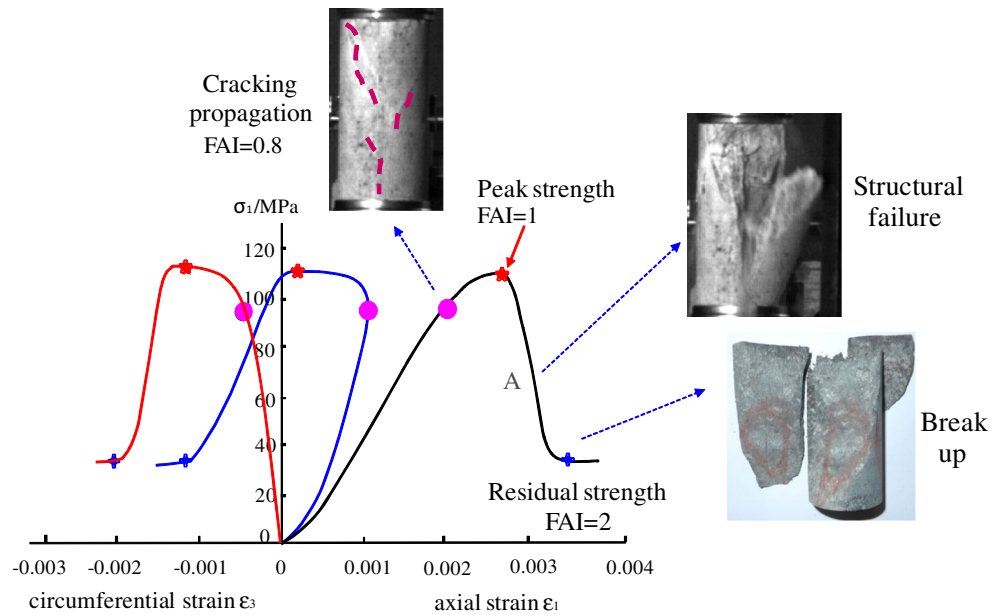 Cracking
propagation
FAI=0.8
Peak strength
FAI=1
Structural
failure
σ1/MPa
120
100
80
60
40
20
0
A
Break
up
Residual strength
FAI=2
-0.003 -0.002 -0.001 0 0.001 0.002 0.003 0.004
circumferential strain ε3 axial strain ε1